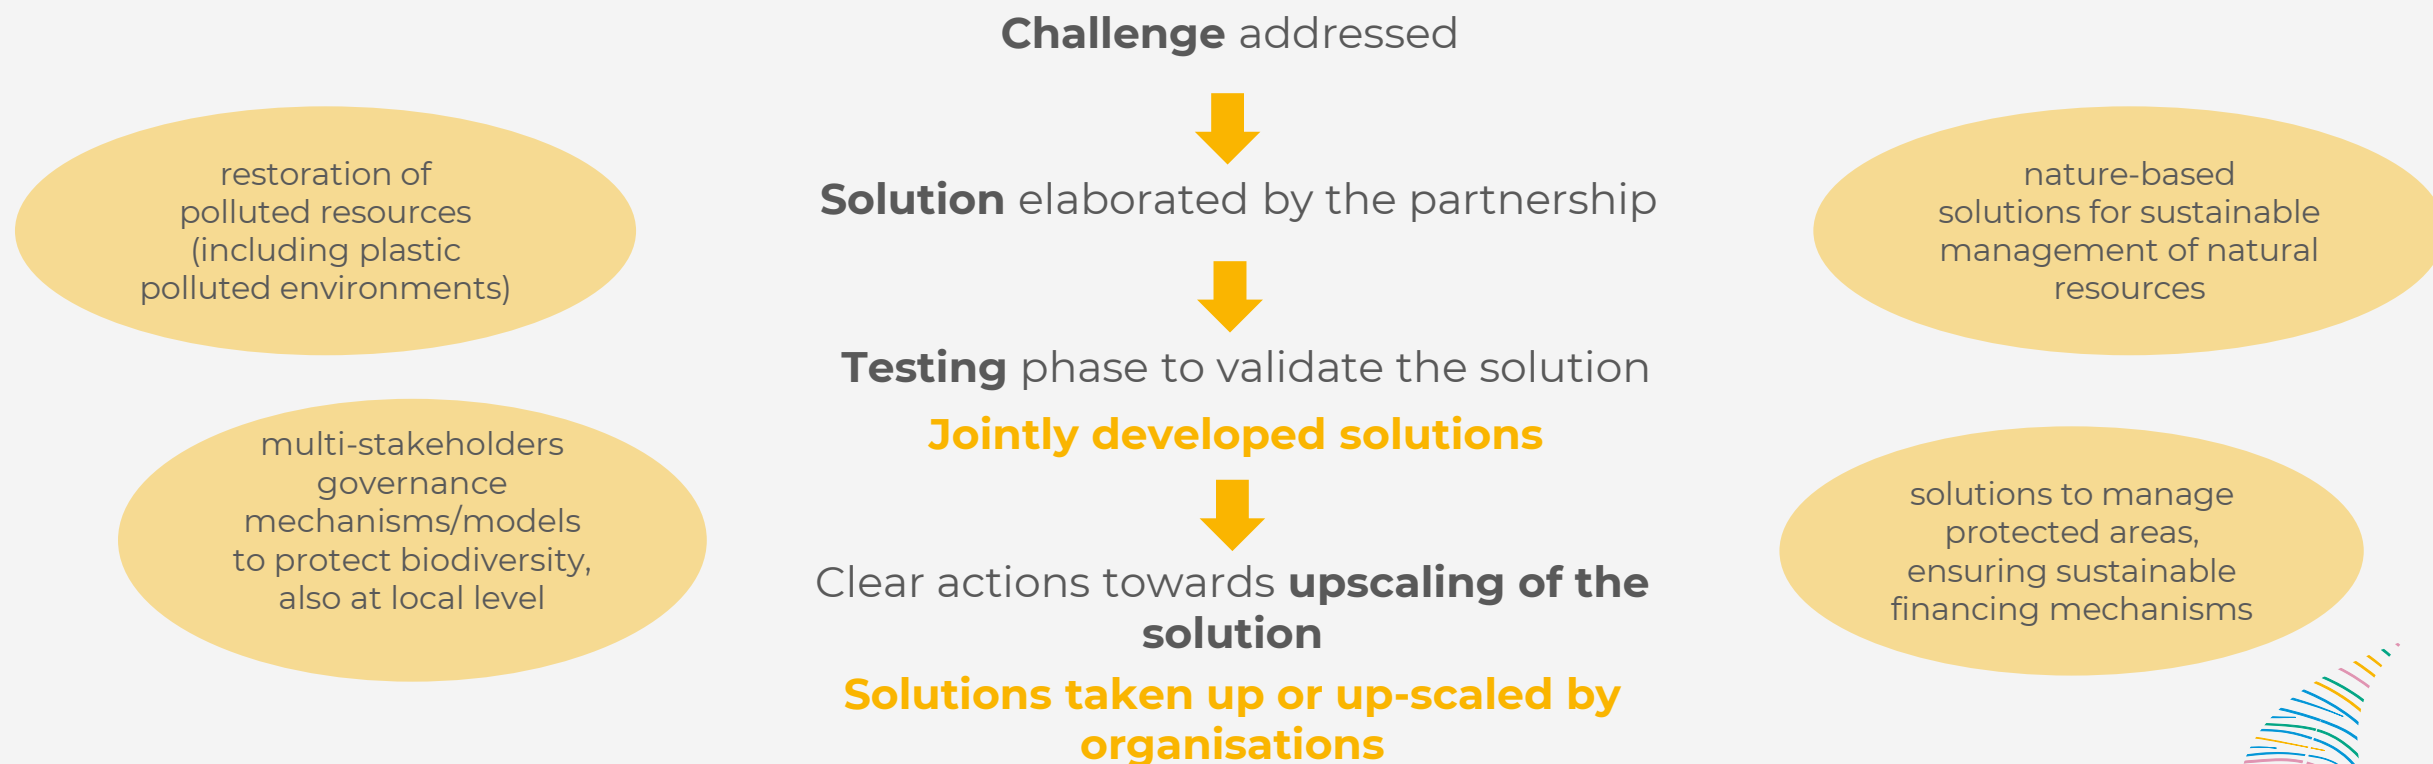 Challenge addressed
restoration of
polluted resources
(including plastic
polluted environments)
Solution elaborated by the partnership
nature-based
solutions for sustainable
management of natural
resources
Testing phase to validate the solution
Jointly developed solutions
multi-stakeholders
governance
mechanisms/models
to protect biodiversity,
also at local level
Clear actions towards upscaling of the
solution
Solutions taken up or up-scaled by
organisations
solutions to manage
protected areas,
ensuring sustainable
financing mechanisms